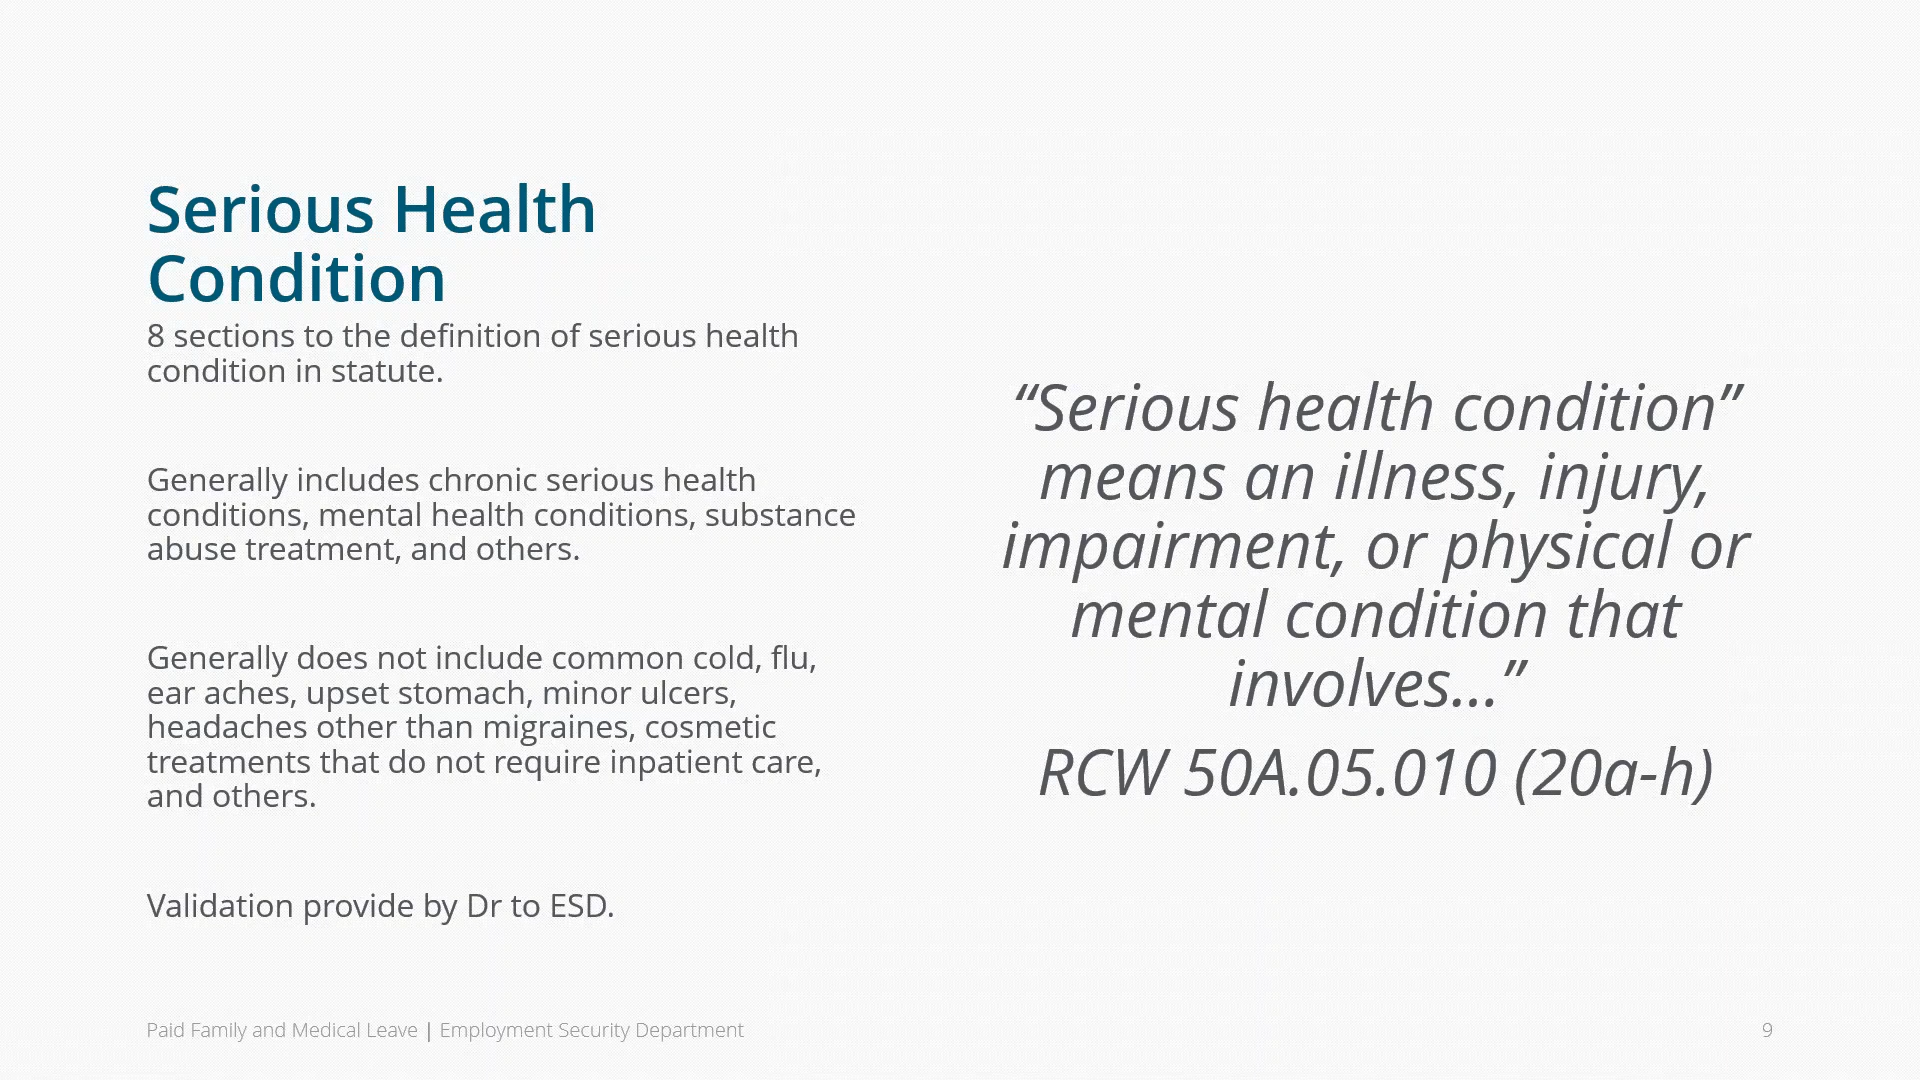 Serious Health
Condition
8 sections to the definition of serious health
condition in statute.
Generally includes chronic serious health
conditions, mental health conditions, substance
abuse treatment, and others.
Generally does not include common cold, flu,
ear aches, upset stomach, minor ulcers,
headaches other than migraines, cosmetic
treatments that do not require inpatient care,
and others.
Validation provide by Dr to ESD.
“Serious health condition”
means an illness, injury,
impairment, or physical or
mental condition that
involves…”
RCW 50A.05.010 (20a-h)
Paid Family and Medical Leave | Employment Security Department
9